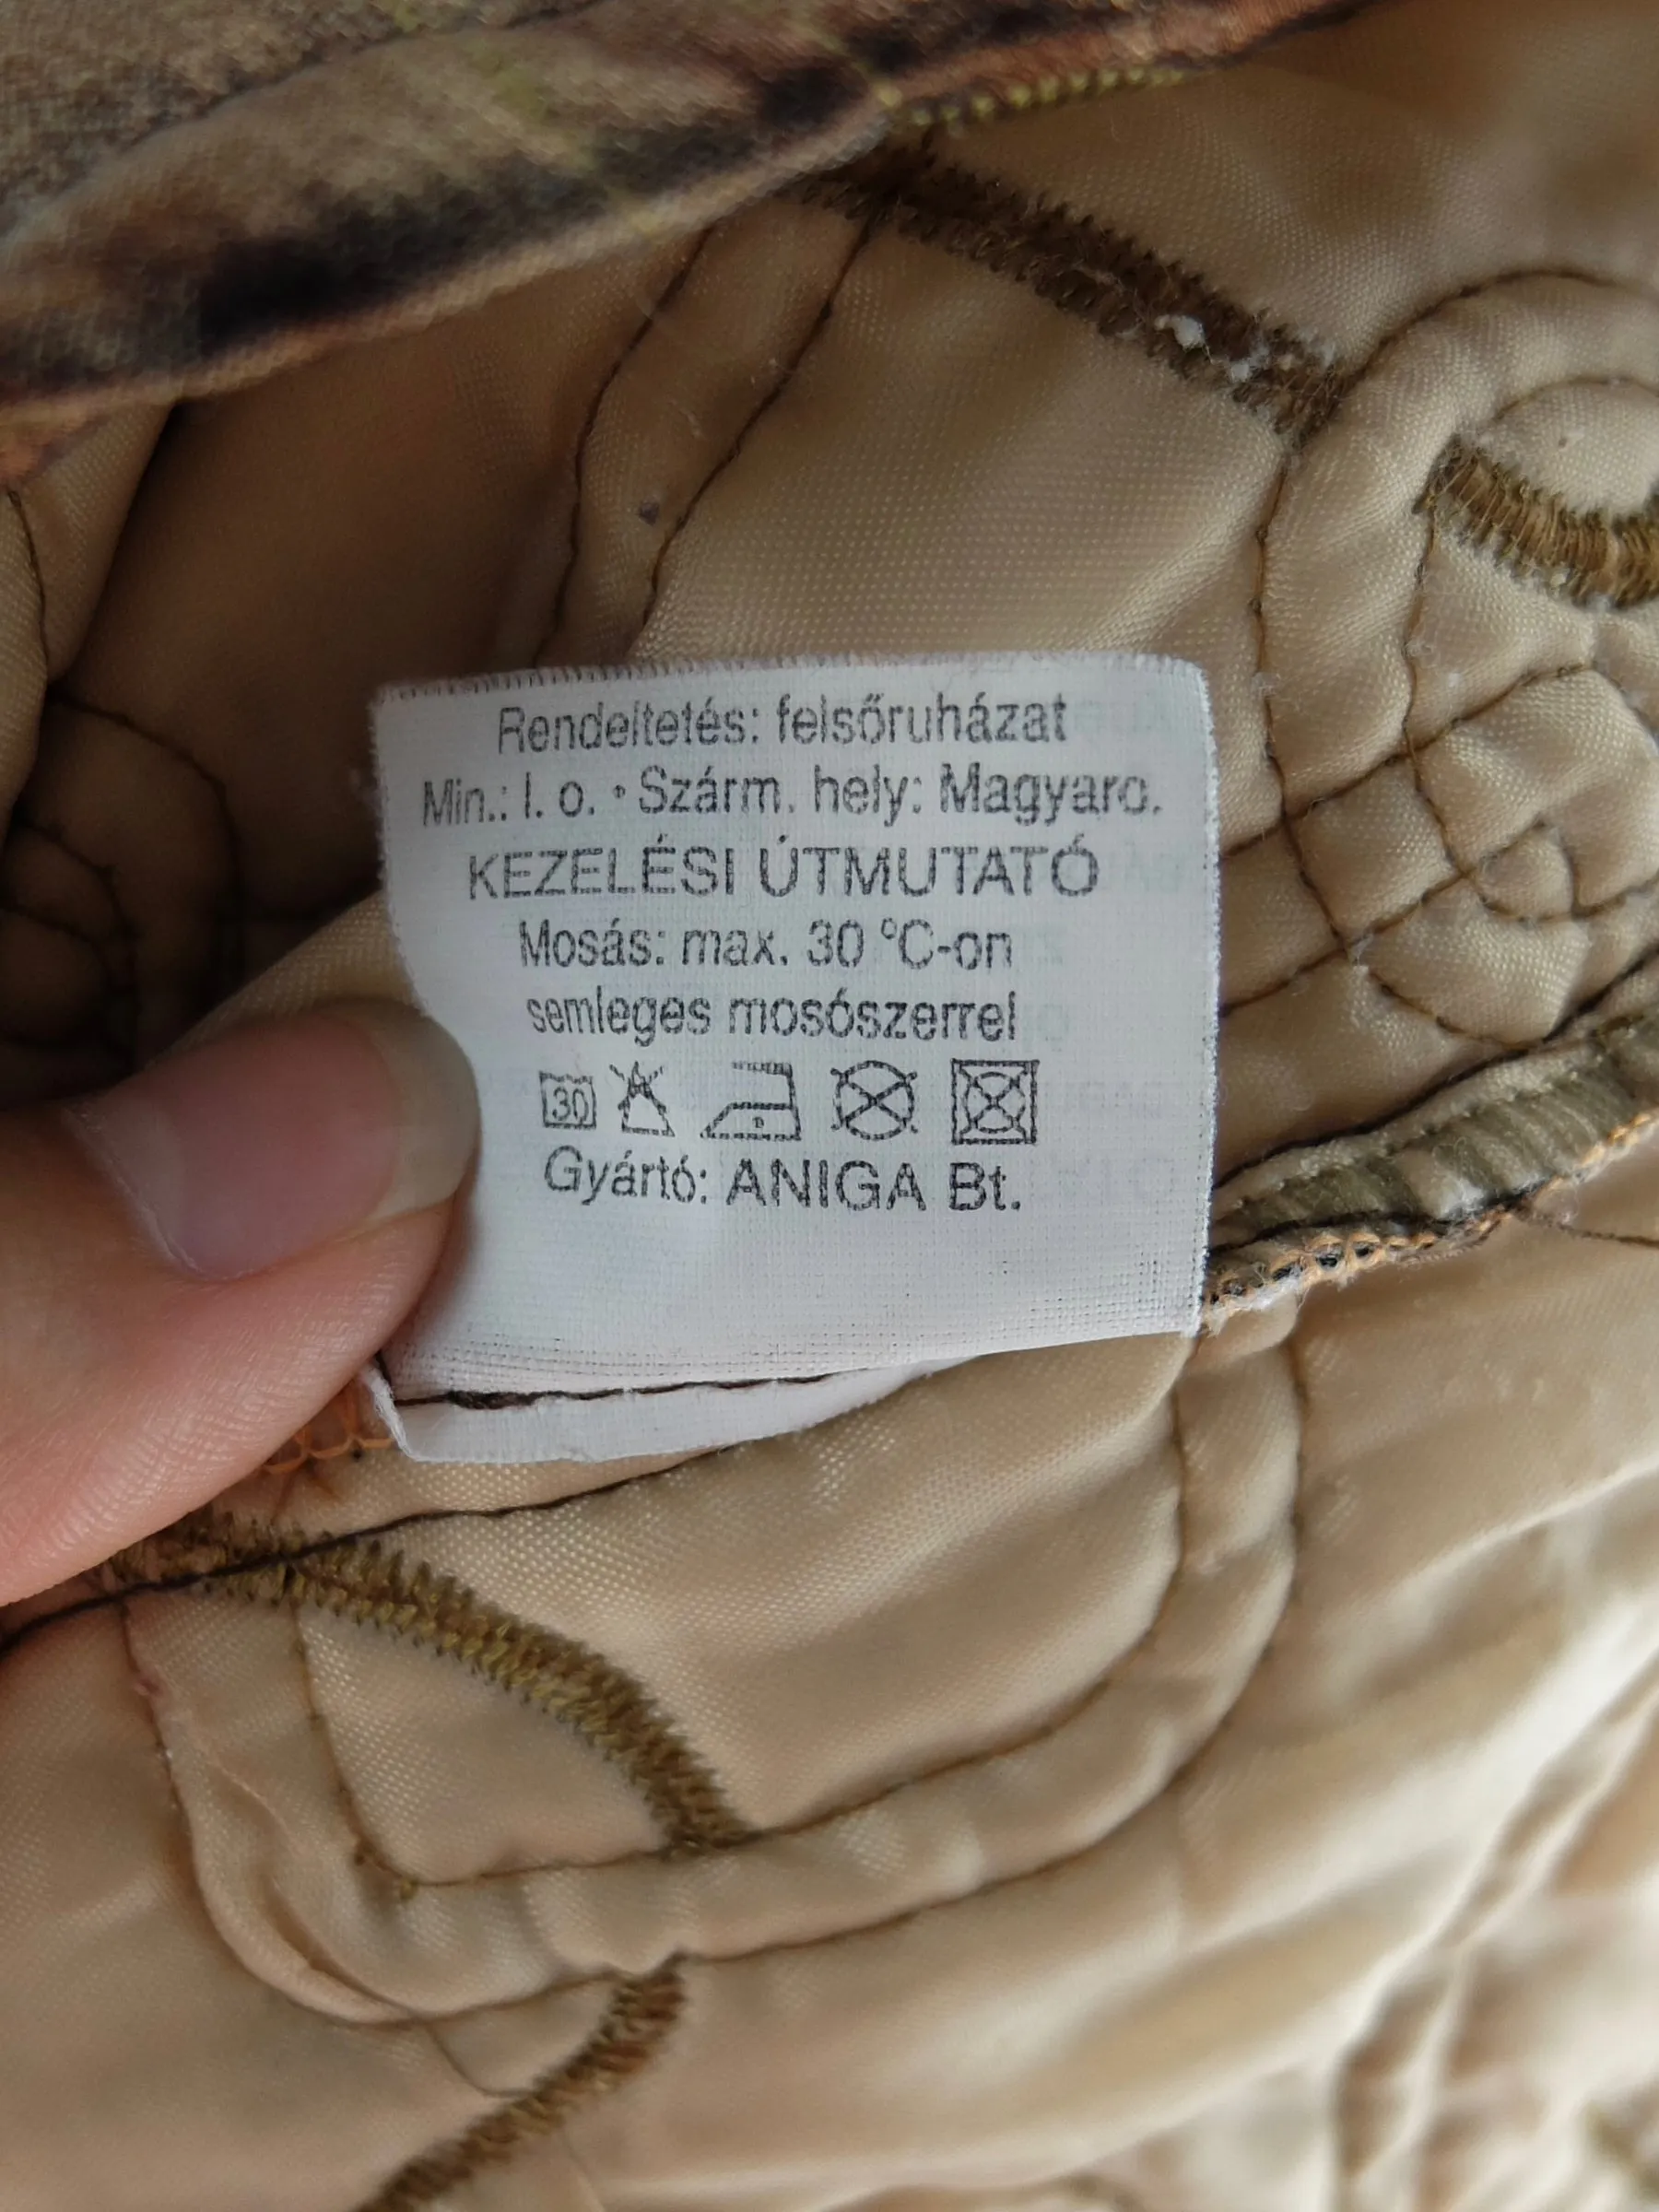 Rendeltetés: felsőruházat
Min.: I. o. • Szárm. hely: Magyaro.
KEZELÉSI ÚTMUTATÓ
Mosás: max. 30 °C-on
semleges mosószerrel
30
Gyártó: ANIGA Bt.